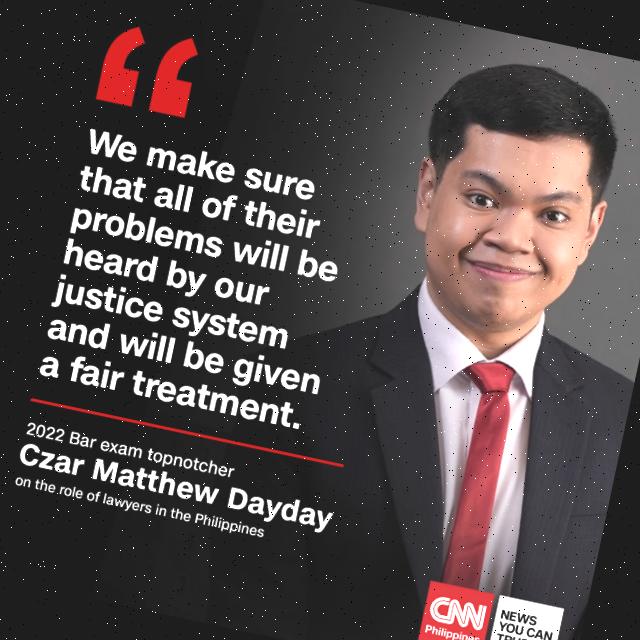 We make sure
that all of their
problems will be
heard by our
justice system
and will be given
a fair treatment.
2022 Bar exam topnotcher
Czar Matthew Dayday
on the role of lawyers in the Philippines
CNN
Philippines
NEWS
YOU CAN